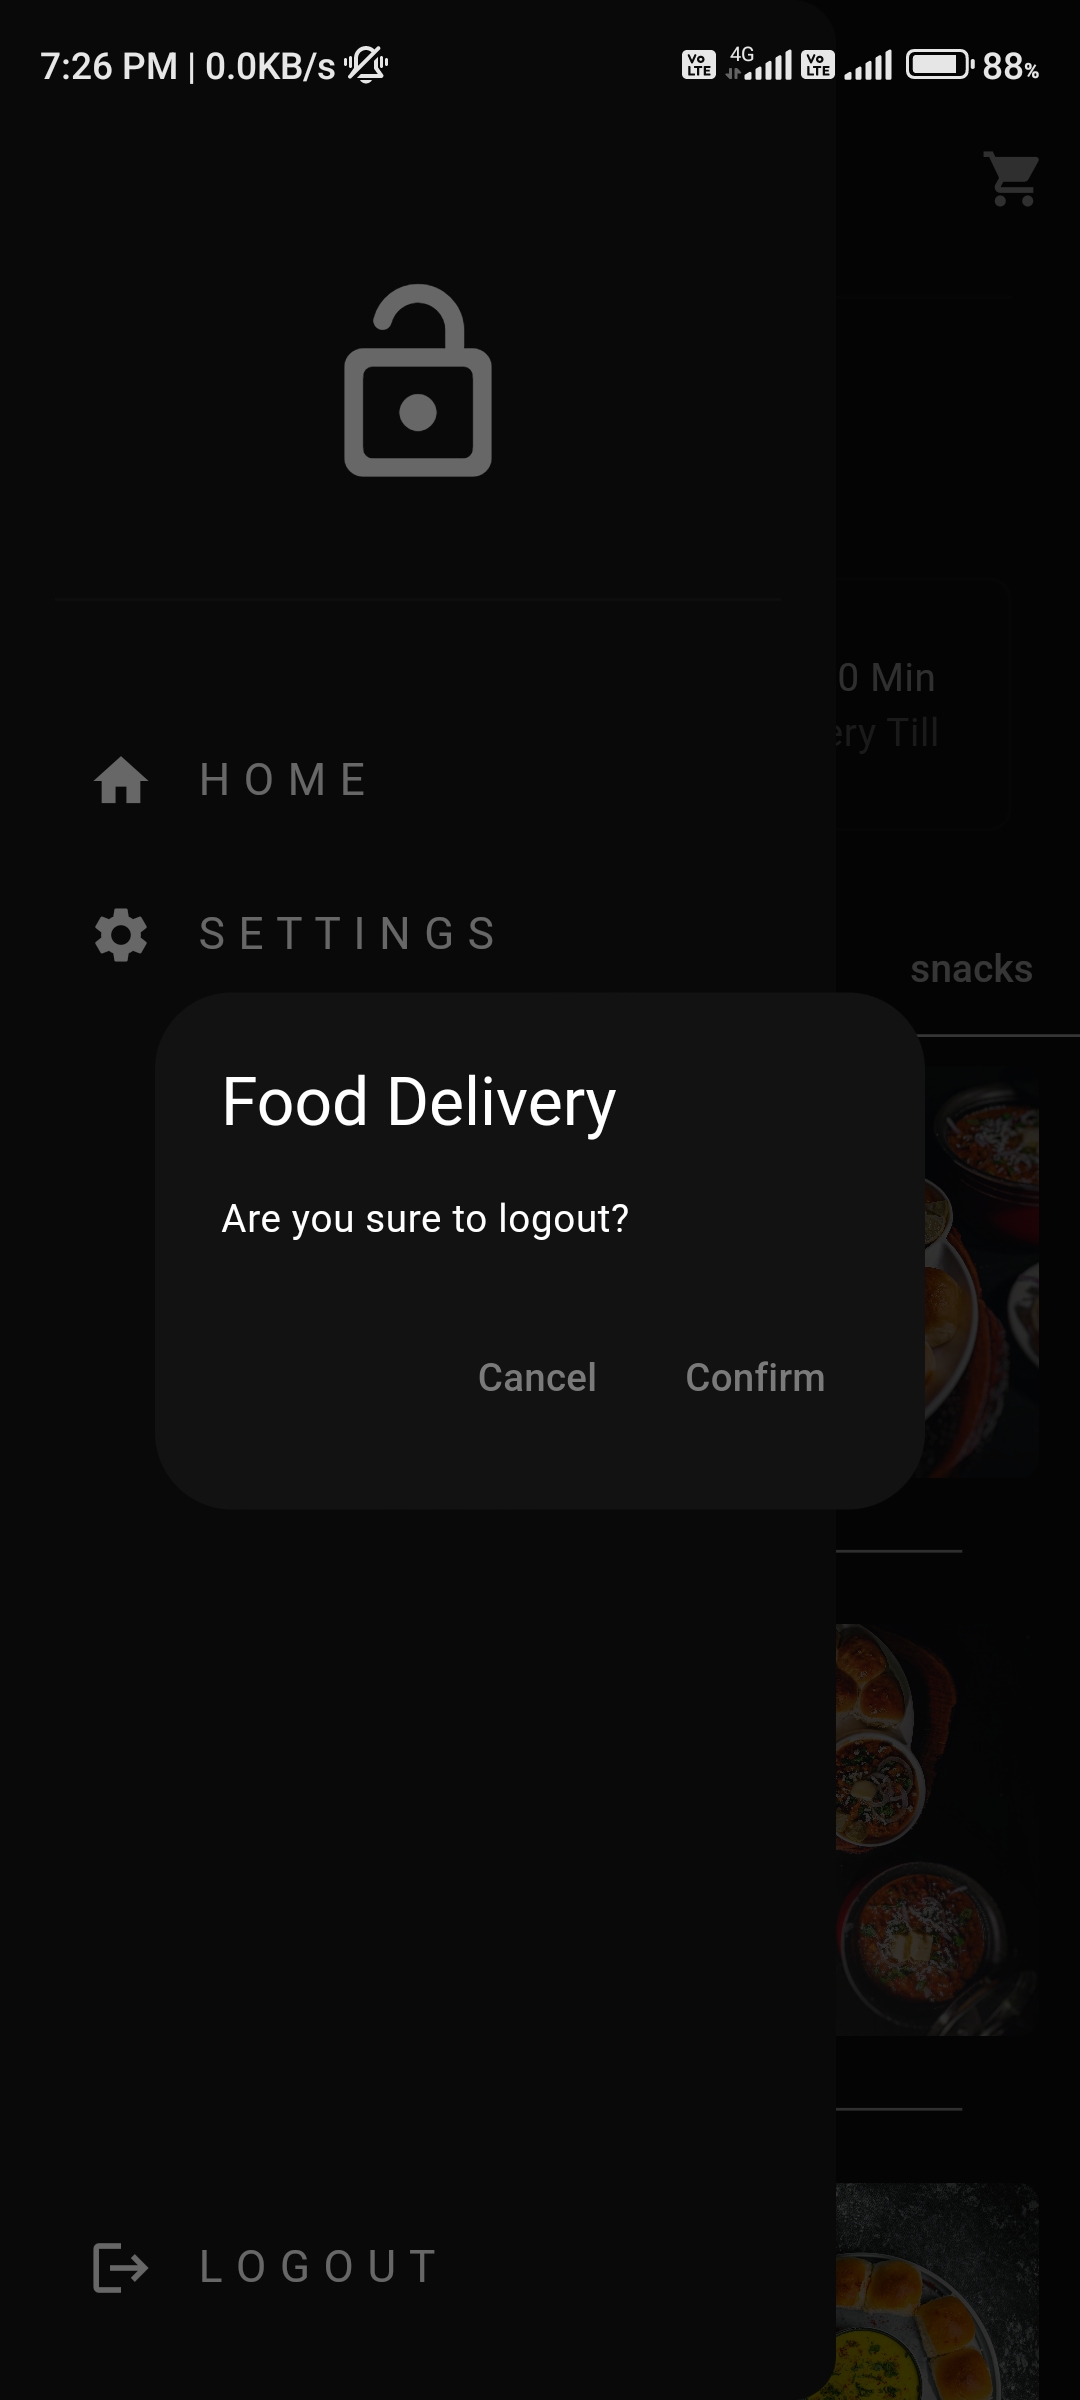 7:26 PM | 0.0KB/s
Vo LTE 4G Vo LTE 88%
0 Min
ery Till
HOME
SETTINGS
snacks
Food Delivery
Are you sure to logout?
Cancel Confirm
LOGOUT